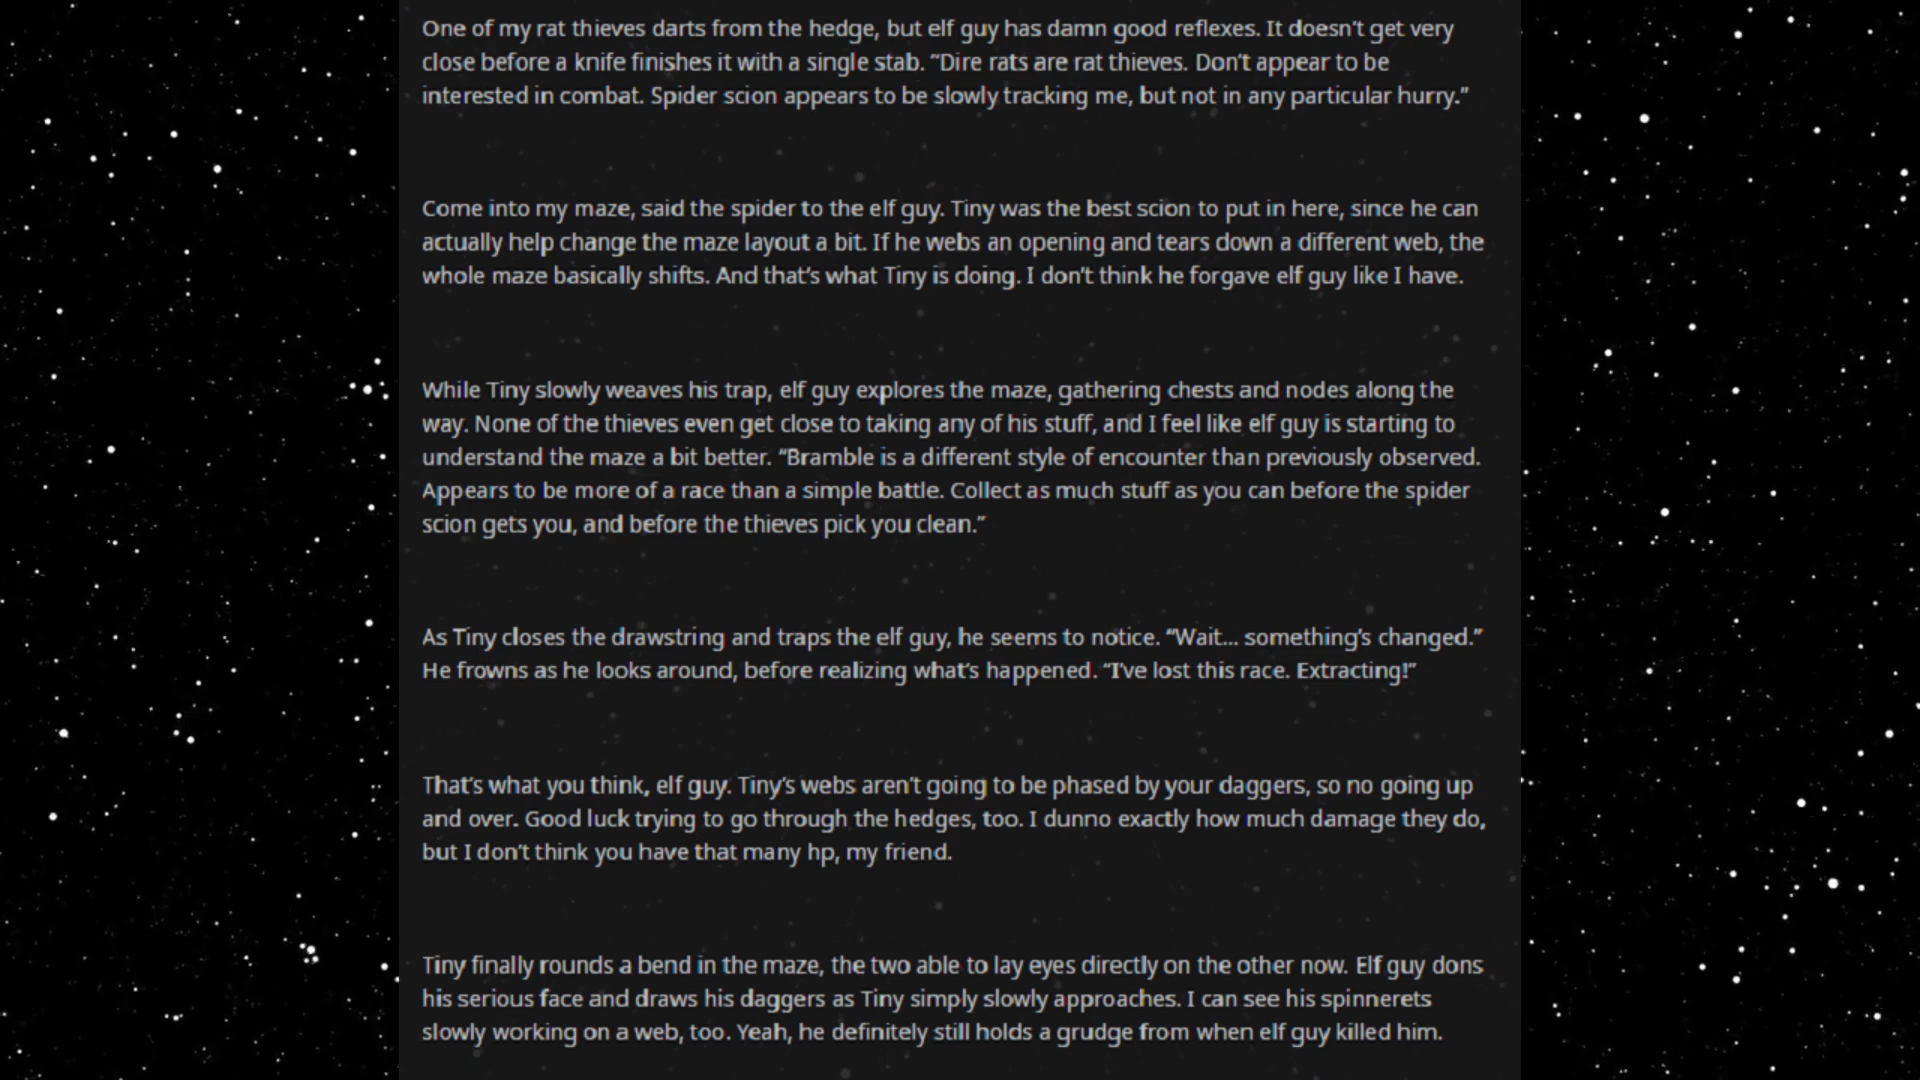 One of my rat thieves darts from the hedge, but elf guy has damn good reflexes. It doesn’t get very
close before a knife finishes it with a single stab. “Dire rats are rat thieves. Don’t appear to be
interested in combat. Spider scion appears to be slowly tracking me, but not in any particular hurry.”
Come into my maze, said the spider to the elf guy. Tiny was the best scion to put in here, since he can
actually help change the maze layout a bit. If he webs an opening and tears down a different web, the
whole maze basically shifts. And that’s what Tiny is doing. I don’t think he forgave elf guy like I have.
While Tiny slowly weaves his trap, elf guy explores the maze, gathering chests and nodes along the
way. None of the thieves even get close to taking any of his stuff, and I feel like elf guy is starting to
understand the maze a bit better. “Bramble is a different style of encounter than previously observed.
Appears to be more of a race than a simple battle. Collect as much stuff as you can before the spider
scion gets you, and before the thieves pick you clean.”
As Tiny closes the drawstring and traps the elf guy, he seems to notice. “Wait... something’s changed.”
He frowns as he looks around, before realizing what’s happened. “I’ve lost this race. Extracting!”
That’s what you think, elf guy. Tiny’s webs aren’t going to be phased by your daggers, so no going up
and over. Good luck trying to go through the hedges, too. I dunno exactly how much damage they do,
but I don’t think you have that many hp, my friend.
Tiny finally rounds a bend in the maze, the two able to lay eyes directly on the other now. Elf guy dons
his serious face and draws his daggers as Tiny simply slowly approaches. I can see his spinnerets
slowly working on a web, too. Yeah, he definitely still holds a grudge from when elf guy killed him.